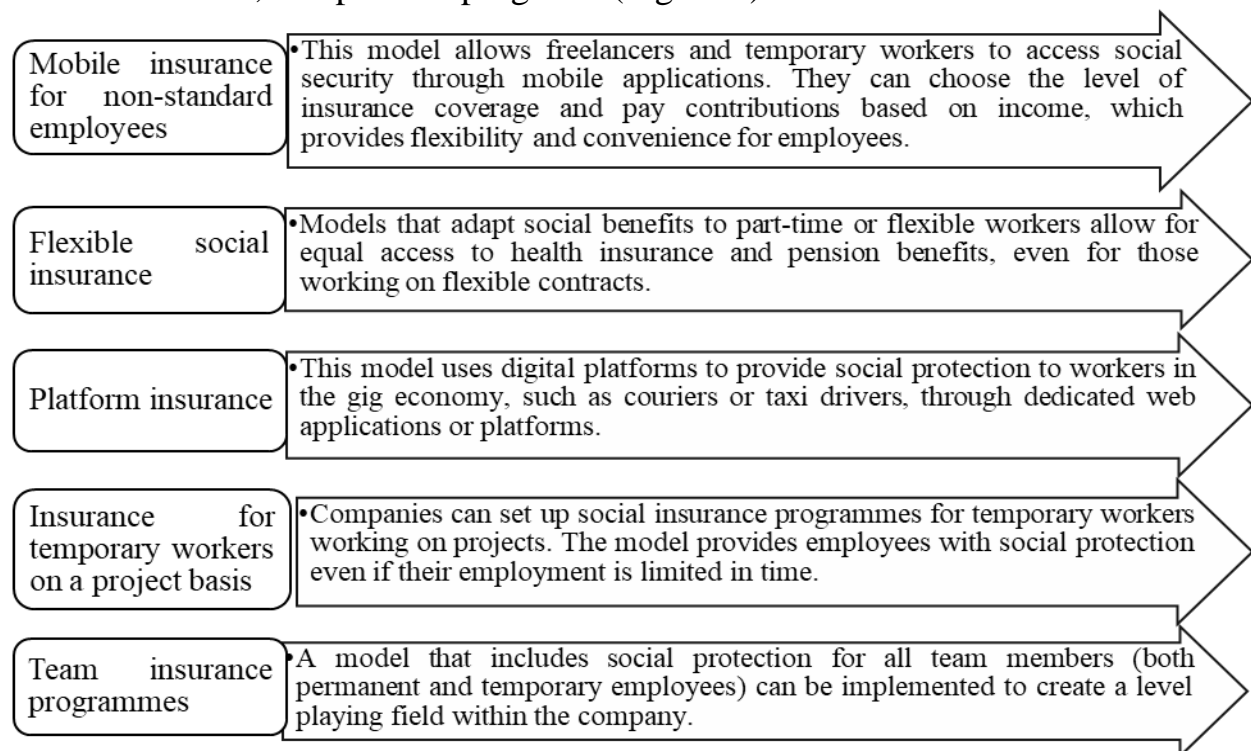 Mobile insurance
for non-standard
employees
•This model allows freelancers and temporary workers to access social
security through mobile applications. They can choose the level of
insurance coverage and pay contributions based on income, which
provides flexibility and convenience for employees.
Flexible social
insurance
•Models that adapt social benefits to part-time or flexible workers allow for
equal access to health insurance and pension benefits, even for those
working on flexible contracts.
Platform insurance
•This model uses digital platforms to provide social protection to workers in
the gig economy, such as couriers or taxi drivers, through dedicated web
applications or platforms.
Insurance for
temporary workers
on a project basis
•Companies can set up social insurance programmes for temporary workers
working on projects. The model provides employees with social protection
even if their employment is limited in time.
Team insurance
programmes
•A model that includes social protection for all team members (both
permanent and temporary employees) can be implemented to create a level
playing field within the company.